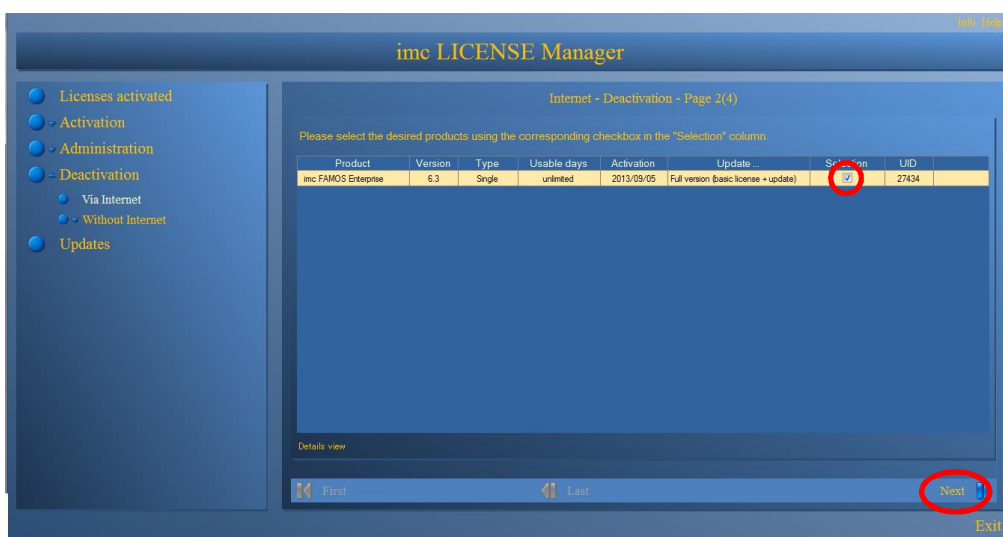 Info Help
imc LICENSE Manager
Licenses activated
Activation
Administration
Deactivation
Via Internet
Without Internet
Updates
Internet - Deactivation - Page 2(4)
Please select the desired products using the corresponding checkbox in the "Selection" column.
Product Version Type Usable days Activation Update ... Selection UID
imc FAMOS Enterprise 6.3 Single unlimited 2013/09/05 Full version (basic license + update) 27434
Details view
First Last Next
Exit